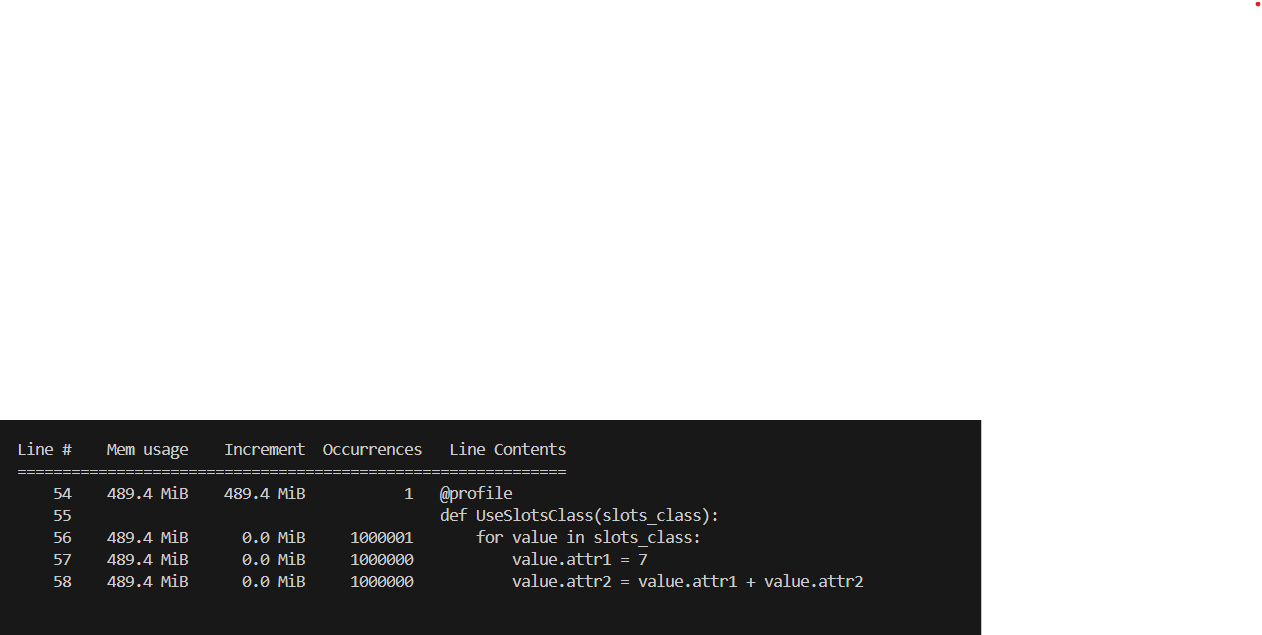 Line #    Mem usage    Increment  Occurrences   Line Contents
=============================================================
    54    489.4 MiB    489.4 MiB           1   @profile
    55                                         def UseSlotsClass(slots_class):
    56    489.4 MiB      0.0 MiB     1000001       for value in slots_class:
    57    489.4 MiB      0.0 MiB     1000000           value.attr1 = 7
    58    489.4 MiB      0.0 MiB     1000000           value.attr2 = value.attr1 + value.attr2